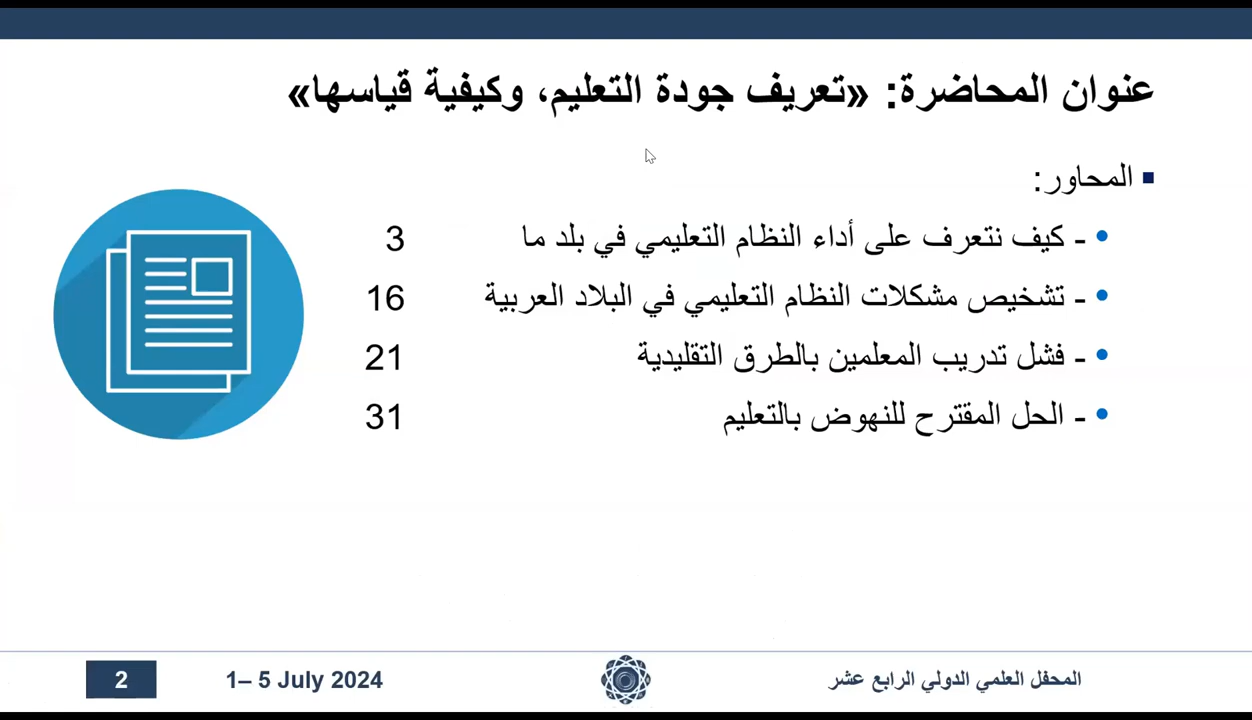 عنوان المحاضرة: «تعريف جودة التعليم، وكيفية قياسها»
المحاور:
- كيف نتعرف على أداء النظام التعليمي في بلد ما 3
- تشخيص مشكلات النظام التعليمي في البلاد العربية 16
- فشل تدريب المعلمين بالطرق التقليدية 21
- الحل المقترح للنهوض بالتعليم 31
المحفل العلمي الدولي الرابع عشر 1– 5 July 2024 2